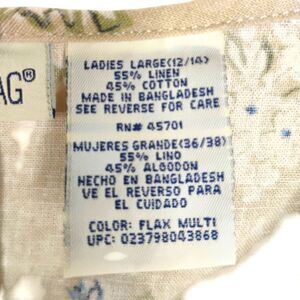 AG®
LADIES LARGE(12/14)
55% LINEN
45% COTTON
MADE IN BANGLADESH
SEE REVERSE FOR CARE
RN# 45701
MUJERES GRANDE(36/38)
55% LINO
45% ALGODON
HECHO EN BANGLADESH
VE EL REVERSO PARA
EL CUIDADO
COLOR: FLAX MULTI
UPC: 023798043868